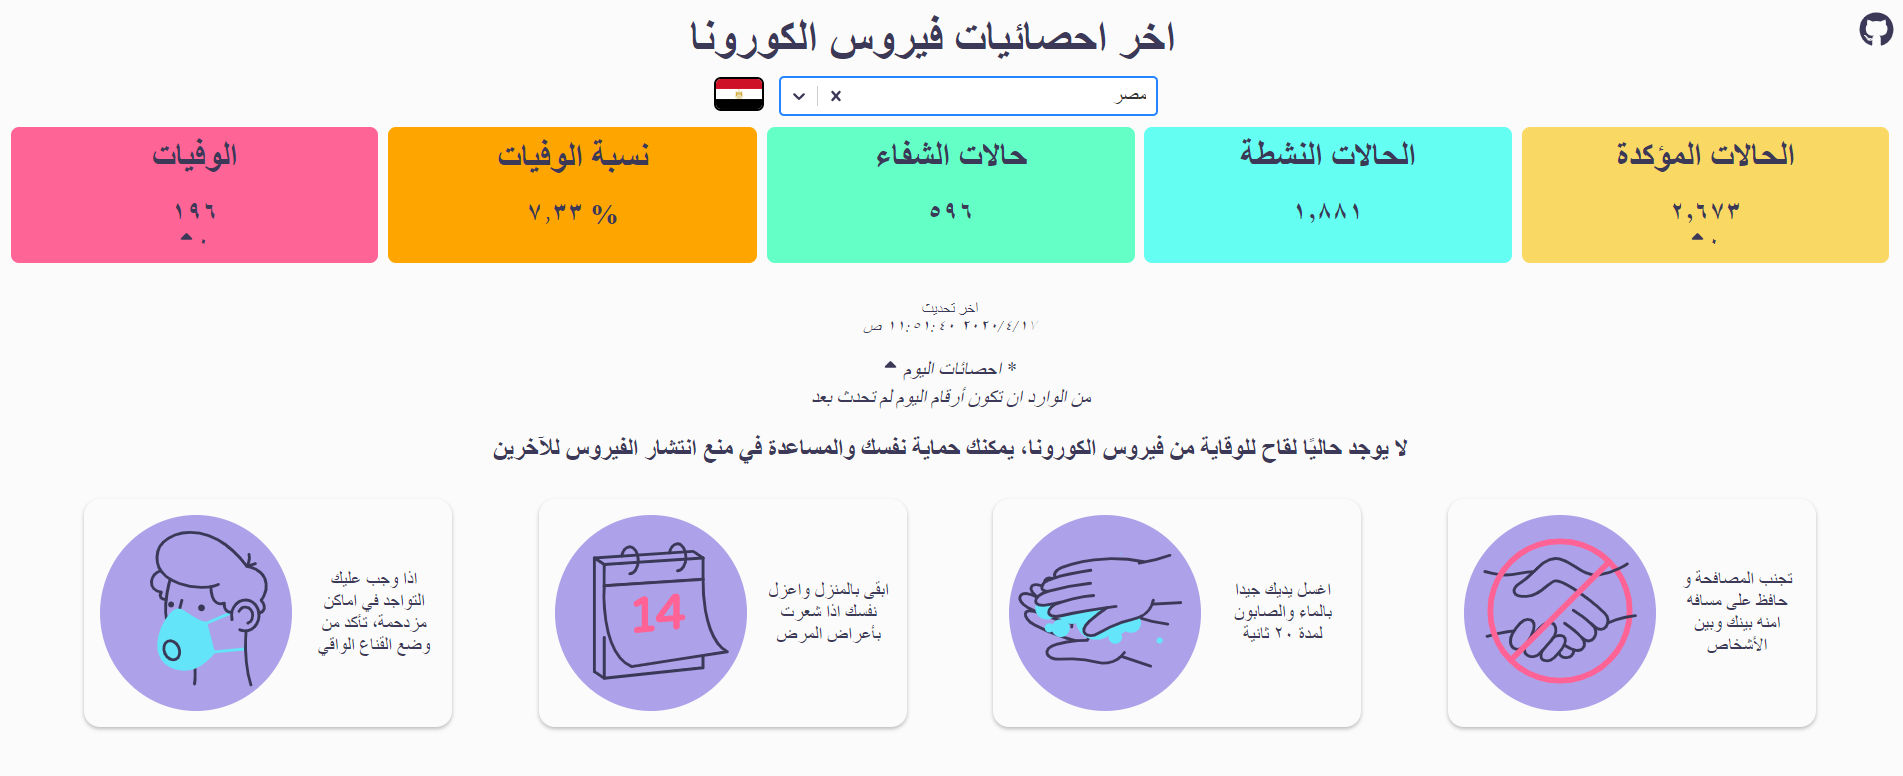 اخر احصائيات فيروس الكورونا
مصر
الحالات المؤكدة
٢,٦٧٣
٠
الحالات النشطة
١,٨٨١
حالات الشفاء
٥٩٦
نسبة الوفيات
% ٧,٣٣
الوفيات
١٩٦
٠
اخر تحديث
١٧‏/٤‏/٢٠٢٠ ١١:٥١:٤٠ ص
* احصائات اليوم
من الوارد ان تكون أرقام اليوم لم تحدث بعد
لا يوجد حاليًا لقاح للوقاية من فيروس الكورونا، يمكنك حماية نفسك والمساعدة في منع انتشار الفيروس للآخرين
تجنب المصافحة و
حافظ على مسافه
امنه بينك وبين
الأشخاص
اغسل يديك جيدا
بالماء والصابون
لمدة ٢٠ ثانية
ابقى بالمنزل واعزل
نفسك اذا شعرت
بأعراض المرض
14
اذا وجب عليك
التواجد في اماكن
مزدحمة، تأكد من
وضع القناع الواقي